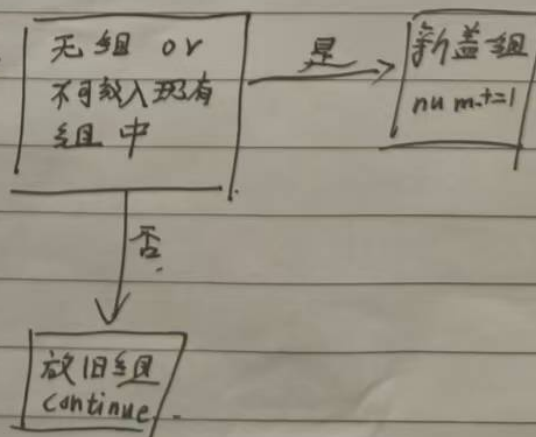 无组 or
不可放入现有
组中
是
新盖组
num+=1
否
放旧组
continue